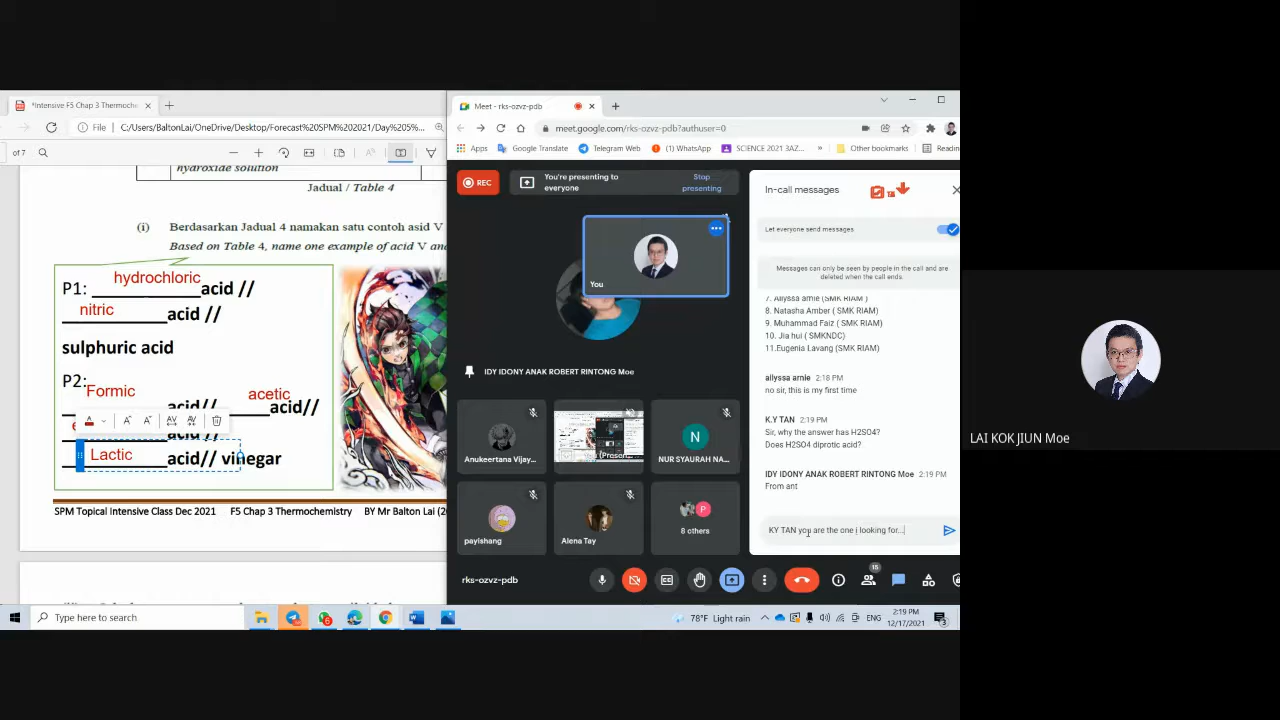 *Intensive F5 Chap 3 Thermoche
File C:/Users/BaltonLai/OneDrive/Desktop/Forecast%20SPM%202021/Day%205%...
of 7
hydroxide solution
Jadual / Table 4
(i) Berdasarkan Jadual 4 namakan satu contoh asid V
Based on Table 4, name one example of acid V an
hydrochloric
P1: ______________acid //
nitric
______________acid //
sulphuric acid
P2:
Formic
acetic
acid// ______acid//
acid //
Lactic
acid// vinegar
SPM Topical Intensive Class Dec 2021 F5 Chap 3 Thermochemistry BY Mr Balton Lai (20
Meet - rks-ozvz-pdb
meet.google.com/rks-ozvz-pdb?authuser=0
Apps Google Translate Telegram Web (1) WhatsApp SCIENCE 2021 3AZ... » Other bookmarks Readin
REC
You're presenting to everyone
Stop presenting
You
IDY IDONY ANAK ROBERT RINTONG Moe
Anukeertana Vijay...
NUR SYAURAH NA...
N
payishang
Alena Tay
P
8 others
rks-ozvz-pdb
In-call messages
Let everyone send messages
Messages can only be seen by people in the call and are
deleted when the call ends.
7. Allyssa arnie (SMK RIAM )
8. Natasha Amber ( SMK RIAM)
9. Muhammad Faiz ( SMK RIAM)
10. Jia hui ( SMKNDC)
11.Eugenia Lavang (SMK RIAM)
allyssa arnie 2:18 PM
no sir, this is my first time
K.Y TAN 2:19 PM
Sir, why the answer has H2SO4?
Does H2SO4 diprotic acid?
IDY IDONY ANAK ROBERT RINTONG Moe 2:19 PM
From ant
KY TAN you are the one i looking for...
15
Type here to search
6
78°F Light rain
ENG
2:19 PM
12/17/2021
3
LAI KOK JIUN Moe